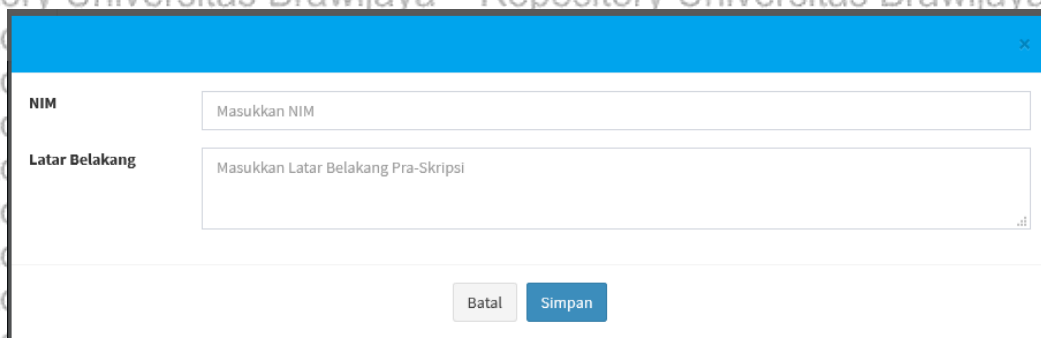 ory Universitas Brawijaya Repository Universitas Brawijaya
×
NIM
Masukkan NIM
Latar Belakang
Masukkan Latar Belakang Pra-Skripsi
Batal Simpan